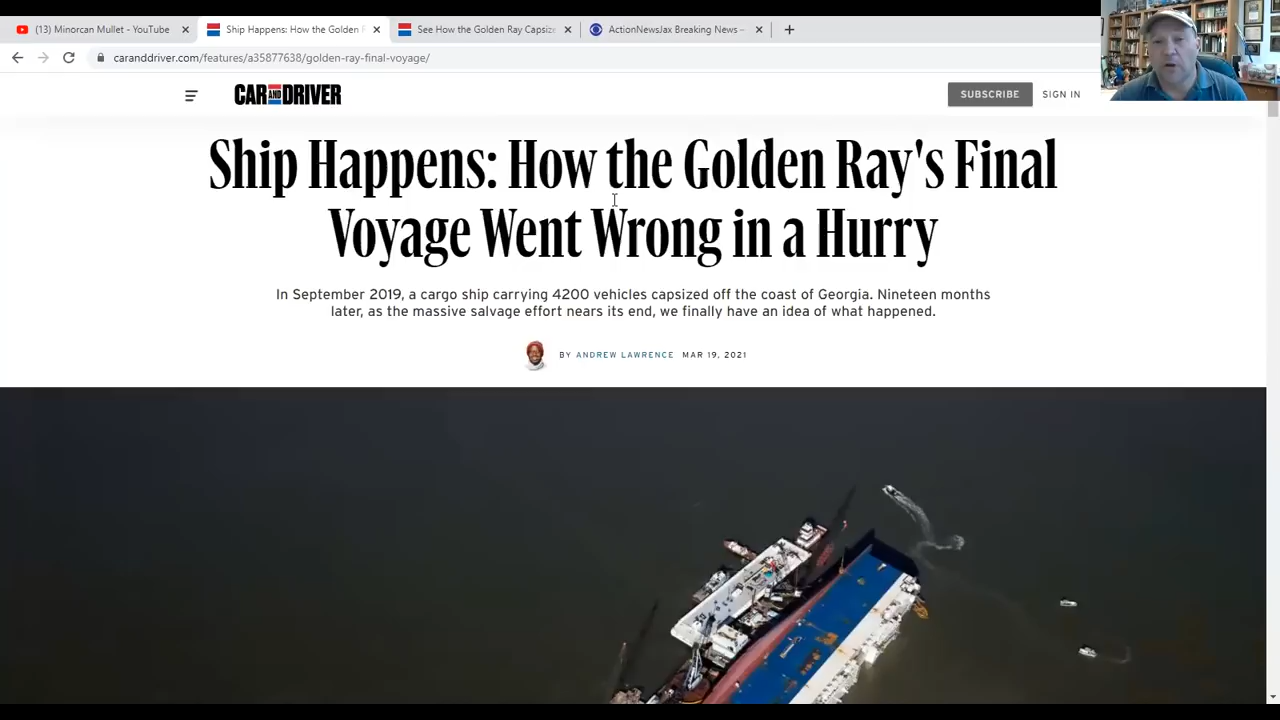 (13) Minorcan Mullet - YouTube
Ship Happens: How the Golden R
See How the Golden Ray Capsize
ActionNewsJax Breaking News –
caranddriver.com/features/a35877638/golden-ray-final-voyage/
CAR AND DRIVER
SUBSCRIBE
SIGN IN
Ship Happens: How the Golden Ray's Final
Voyage Went Wrong in a Hurry
In September 2019, a cargo ship carrying 4200 vehicles capsized off the coast of Georgia. Nineteen months
later, as the massive salvage effort nears its end, we finally have an idea of what happened.
BY ANDREW LAWRENCE MAR 19, 2021